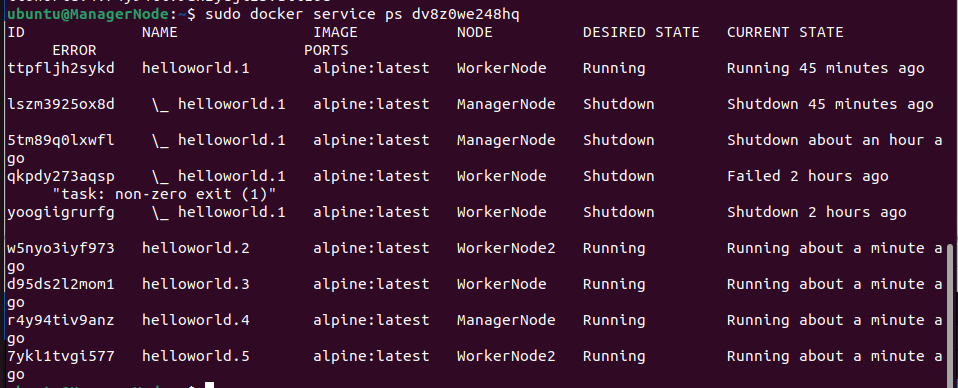 ubuntu@ManagerNode:~$ sudo docker service ps dv8z0we248hq
ID NAME IMAGE NODE DESIRED STATE CURRENT STATE
ERROR PORTS
ttpfljh2sykd helloworld.1 alpine:latest WorkerNode Running Running 45 minutes ago
lszm3925ox8d \_ helloworld.1 alpine:latest ManagerNode Shutdown Shutdown 45 minutes ago
5tm89q0lxwfl \_ helloworld.1 alpine:latest ManagerNode Shutdown Shutdown about an hour a
go
qkpdy273aqsp \_ helloworld.1 alpine:latest WorkerNode Shutdown Failed 2 hours ago
"task: non-zero exit (1)"
yoogiigrurfg \_ helloworld.1 alpine:latest WorkerNode Shutdown Shutdown 2 hours ago
w5nyo3iyf973 helloworld.2 alpine:latest WorkerNode2 Running Running about a minute a
go
d95ds2l2mom1 helloworld.3 alpine:latest WorkerNode2 Running Running about a minute a
go
r4y94tiv9anz helloworld.4 alpine:latest ManagerNode Running Running about a minute a
go
7ykl1tvgi577 helloworld.5 alpine:latest WorkerNode2 Running Running about a minute a
go